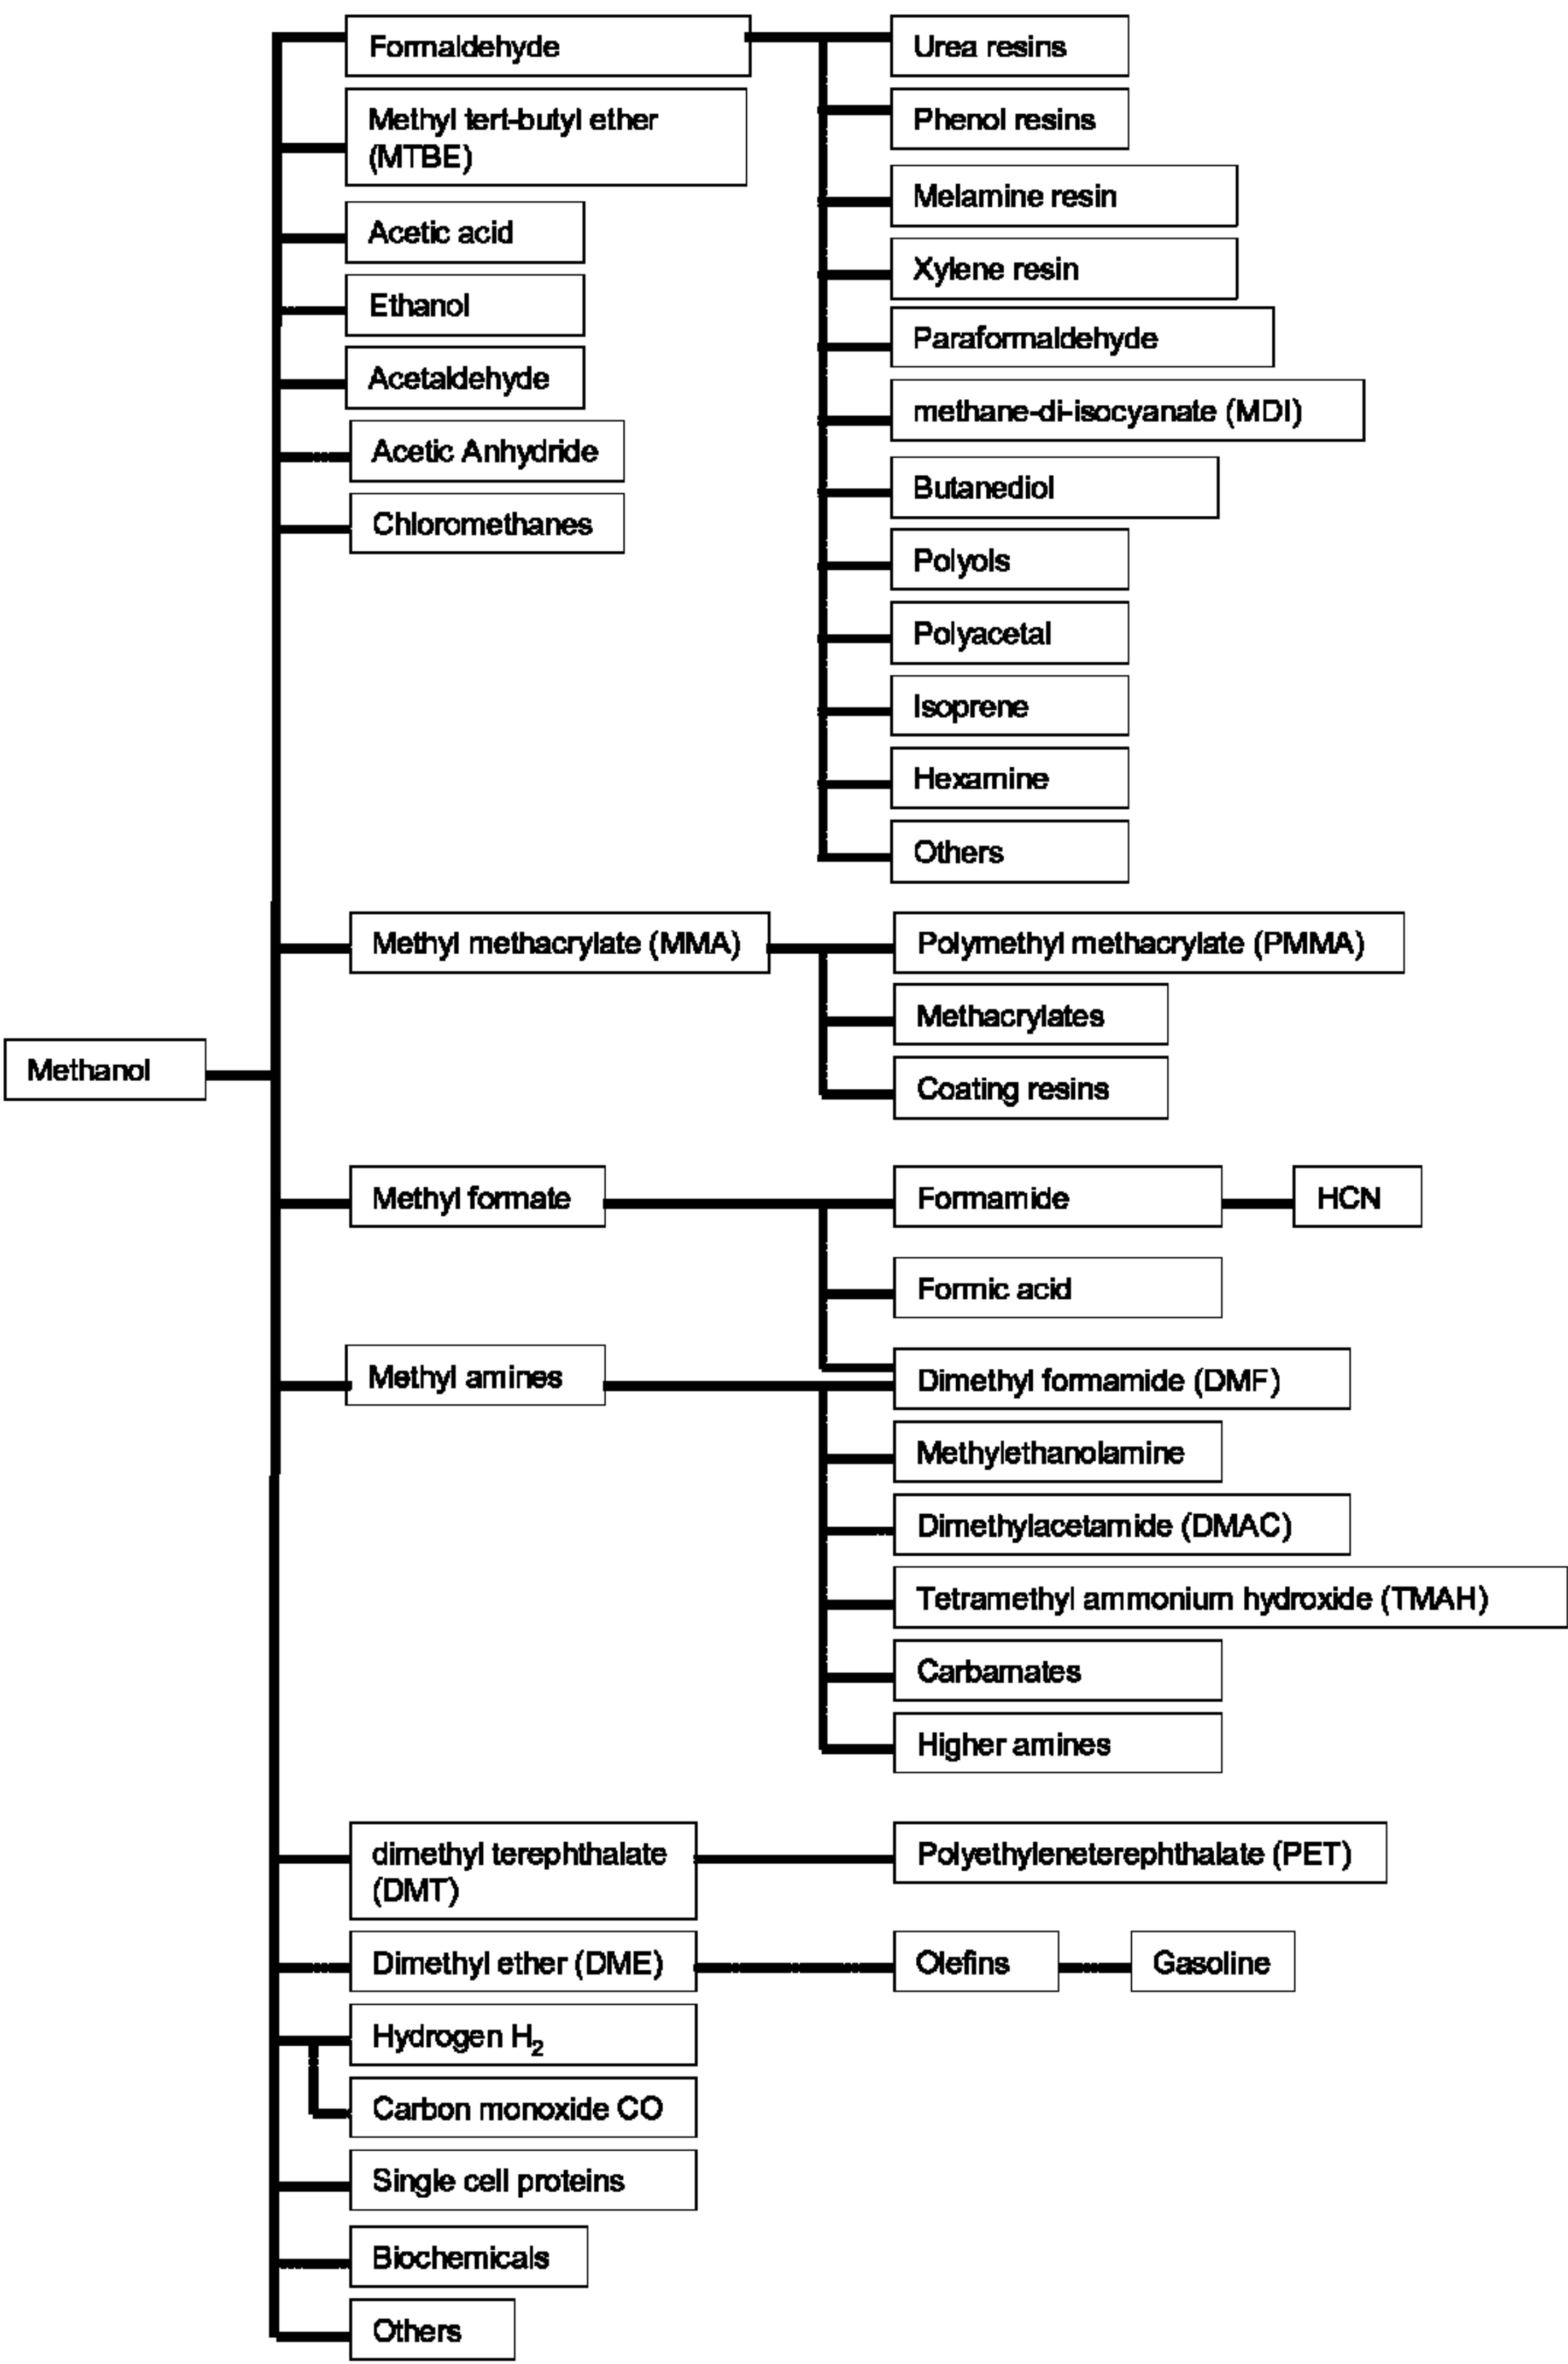 Formaldehyde
Methyl tert-butyl ether
(MTBE)
Acetic acid
Ethanol
Acetaldehyde
Acetic Anhydride
Chloromethanes
Urea resins
Phenol resins
Melamine resin
Xylene resin
Paraformaldehyde
methane-di-isocyanate (MDI)
Butanediol
Polyols
Polyacetal
Isoprene
Hexamine
Others
Methyl methacrylate (MMA)
Polymethyl methacrylate (PMMA)
Methacrylates
Coating resins
Methanol
Methyl formate
Formamide
HCN
Formic acid
Methyl amines
Dimethyl formamide (DMF)
Methylethanolamine
Dimethylacetamide (DMAC)
Tetramethyl ammonium hydroxide (TMAH)
Carbamates
Higher amines
dimethyl terephthalate
(DMT)
Polyethyleneterephthalate (PET)
Dimethyl ether (DME)
Olefins
Gasoline
Hydrogen H₂
Carbon monoxide CO
Single cell proteins
Biochemicals
Others